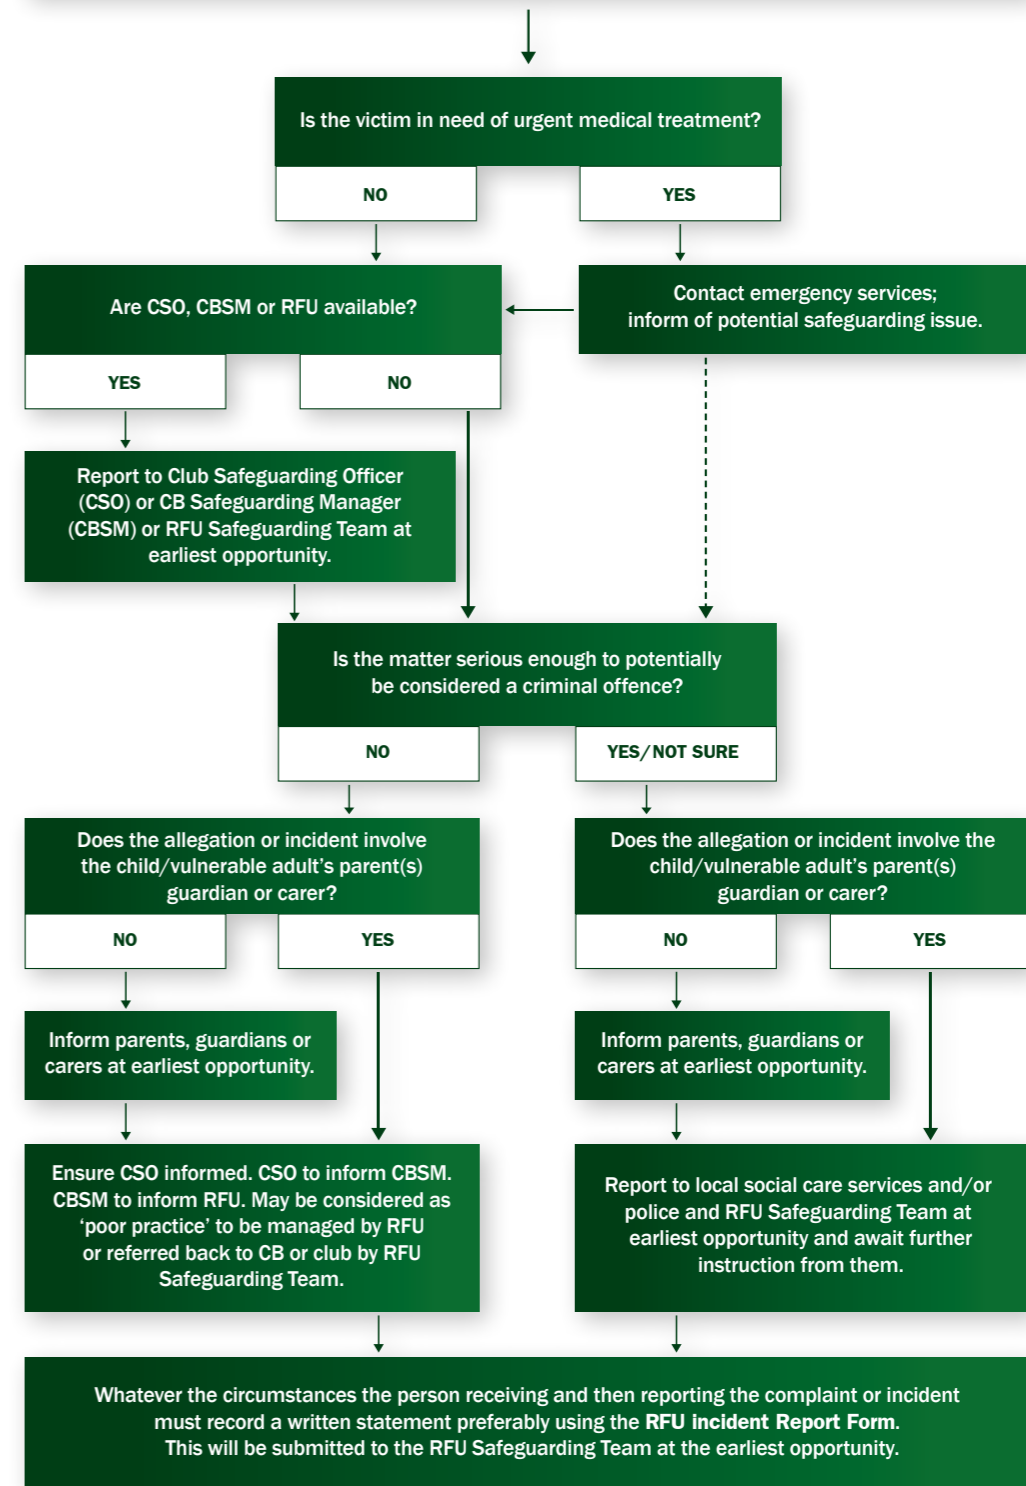 Is the victim in need of urgent medical treatment?
NO
YES
Are CSO, CBSM or RFU available?
Contact emergency services;
inform of potential safeguarding issue.
YES
NO
Report to Club Safeguarding Officer
(CSO) or CB Safeguarding Manager
(CBSM) or RFU Safeguarding Team at
earliest opportunity.
Is the matter serious enough to potentially
be considered a criminal offence?
NO
YES/NOT SURE
Does the allegation or incident involve
the child/vulnerable adult’s parent(s)
guardian or carer?
NO
YES
Does the allegation or incident involve the
child/vulnerable adult’s parent(s)
guardian or carer?
NO
YES
Inform parents, guardians or
carers at earliest opportunity.
Inform parents, guardians or
carers at earliest opportunity.
Ensure CSO informed. CSO to inform CBSM.
CBSM to inform RFU. May be considered as
‘poor practice’ to be managed by RFU
or referred back to CB or club by RFU
Safeguarding Team.
Report to local social care services and/or
police and RFU Safeguarding Team at
earliest opportunity and await further
instruction from them.
Whatever the circumstances the person receiving and then reporting the complaint or incident
must record a written statement preferably using the RFU incident Report Form.
This will be submitted to the RFU Safeguarding Team at the earliest opportunity.